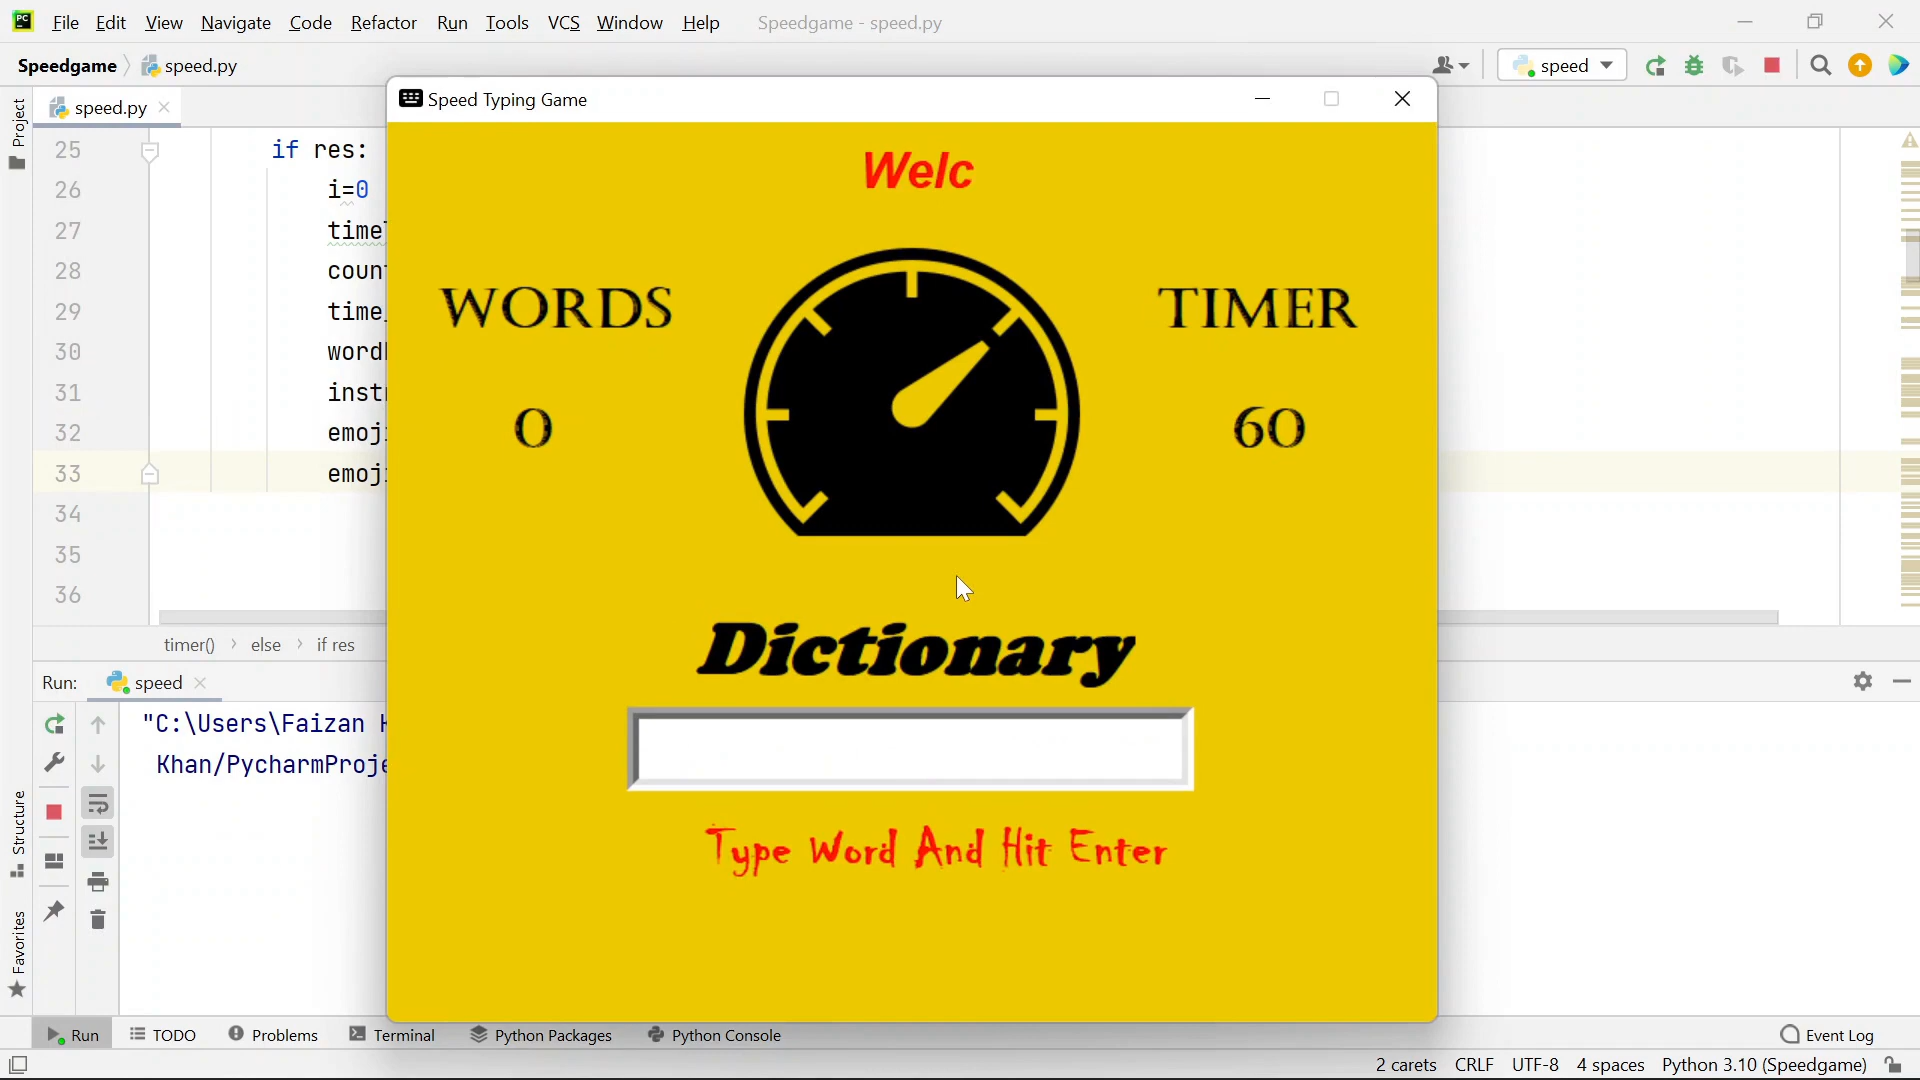 File Edit View Navigate Code Refactor Run Tools VCS Window Help Speedgame - speed.py
Speedgame speed.py speed
Project
speed.py
Speed Typing Game
25 if res:
26 i=0
27 time
28 coun
29 time_
30 word
31 inst
32 emoj
33 emoj
34
35
36
Welc
WORDS
TIMER
0
60
Dictionary
Type Word And Hit Enter
timer() else if res
Run: speed
"C:\Users\Faizan
Khan/PycharmProje
Structure
Favorites
Run TODO Problems Terminal Python Packages Python Console Event Log
2 carets CRLF UTF-8 4 spaces Python 3.10 (Speedgame)